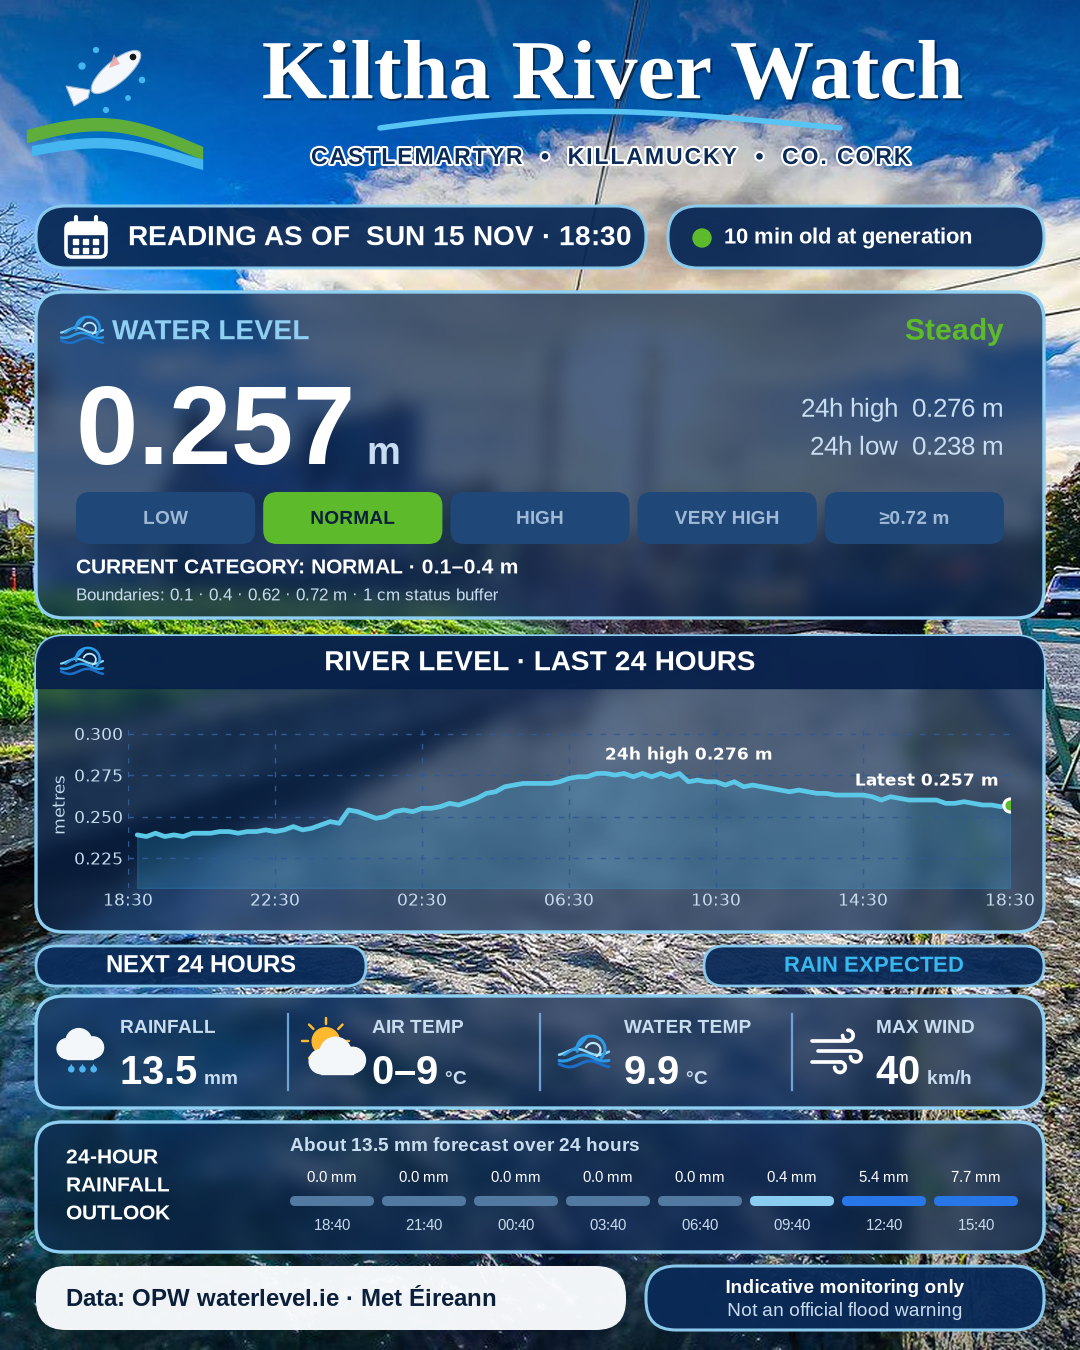 Kiltha River Watch
CASTLEMARTYR • KILLAMUCKY • CO. CORK
READING AS OF SUN 15 NOV · 18:30
10 min old at generation
WATER LEVEL
Steady
0.257 m
24h high 0.276 m
24h low 0.238 m
LOW
NORMAL
HIGH
VERY HIGH
≥0.72 m
CURRENT CATEGORY: NORMAL · 0.1–0.4 m
Boundaries: 0.1 · 0.4 · 0.62 · 0.72 m · 1 cm status buffer
RIVER LEVEL · LAST 24 HOURS
metres
0.300
0.275
0.250
0.225
24h high 0.276 m
Latest 0.257 m
18:30 22:30 02:30 06:30 10:30 14:30 18:30
NEXT 24 HOURS
RAIN EXPECTED
RAINFALL
13.5 mm
AIR TEMP
0–9 °C
WATER TEMP
9.9 °C
MAX WIND
40 km/h
24-HOUR
RAINFALL
OUTLOOK
About 13.5 mm forecast over 24 hours
0.0 mm 0.0 mm 0.0 mm 0.0 mm 0.0 mm 0.4 mm 5.4 mm 7.7 mm
18:40 21:40 00:40 03:40 06:40 09:40 12:40 15:40
Data: OPW waterlevel.ie · Met Éireann
Indicative monitoring only
Not an official flood warning